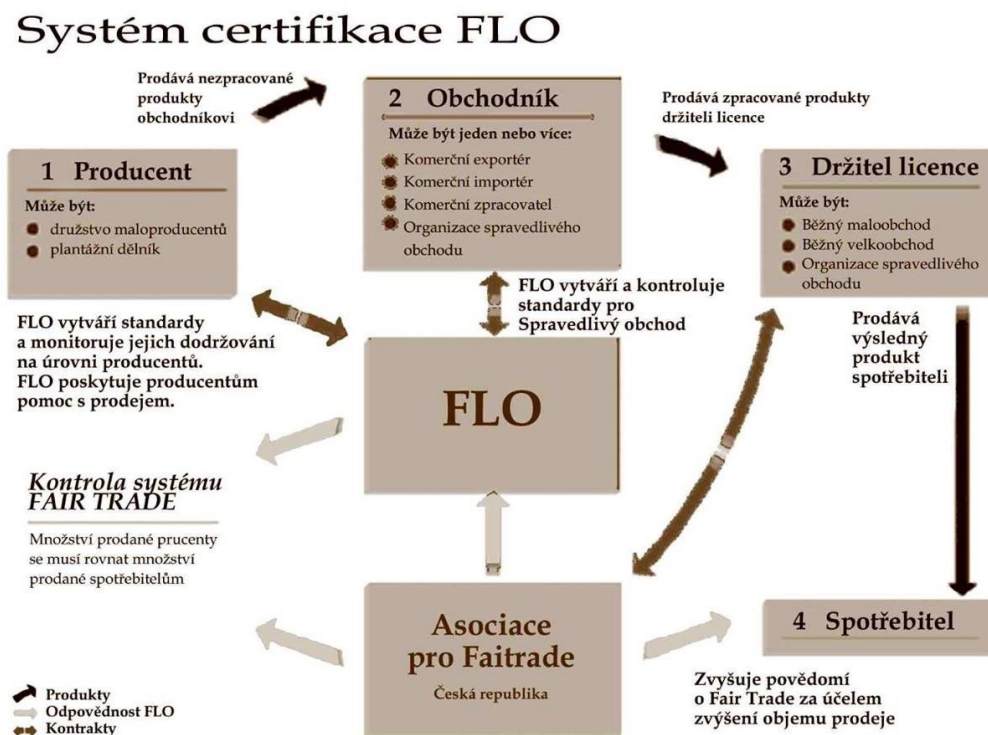 Systém certifikace FLO
Prodává nezpracované
produkty
obchodníkovi
2 Obchodník
Může být jeden nebo více:
Komerční exportér
Komerční importér
Komerční zpracovatel
Organizace spravedlivého
obchodu
Prodává zpracované produkty
držiteli licence
1 Producent
Může být:
družstvo maloproducentů
plantážní dělník
3 Držitel licence
Může být:
Běžný maloobchod
Běžný velkoobchod
Organizace spravedlivého
obchodu
FLO vytváří standardy
a monitoruje jejich dodržování
na úrovni producentů.
FLO poskytuje producentům
pomoc s prodejem.
FLO vytváří a kontroluje
standardy pro
Spravedlivý obchod
Prodává
výsledný
produkt
spotřebiteli
FLO
Kontrola systému
FAIR TRADE
Množství prodané prucenty
se musí rovnat množství
prodané spotřebitelům
Asociace
pro Faitrade
Česká republika
4 Spotřebitel
Zvyšuje povědomí
o Fair Trade za účelem
zvýšení objemu prodeje
Produkty
Odpovědnost FLO
Kontrakty